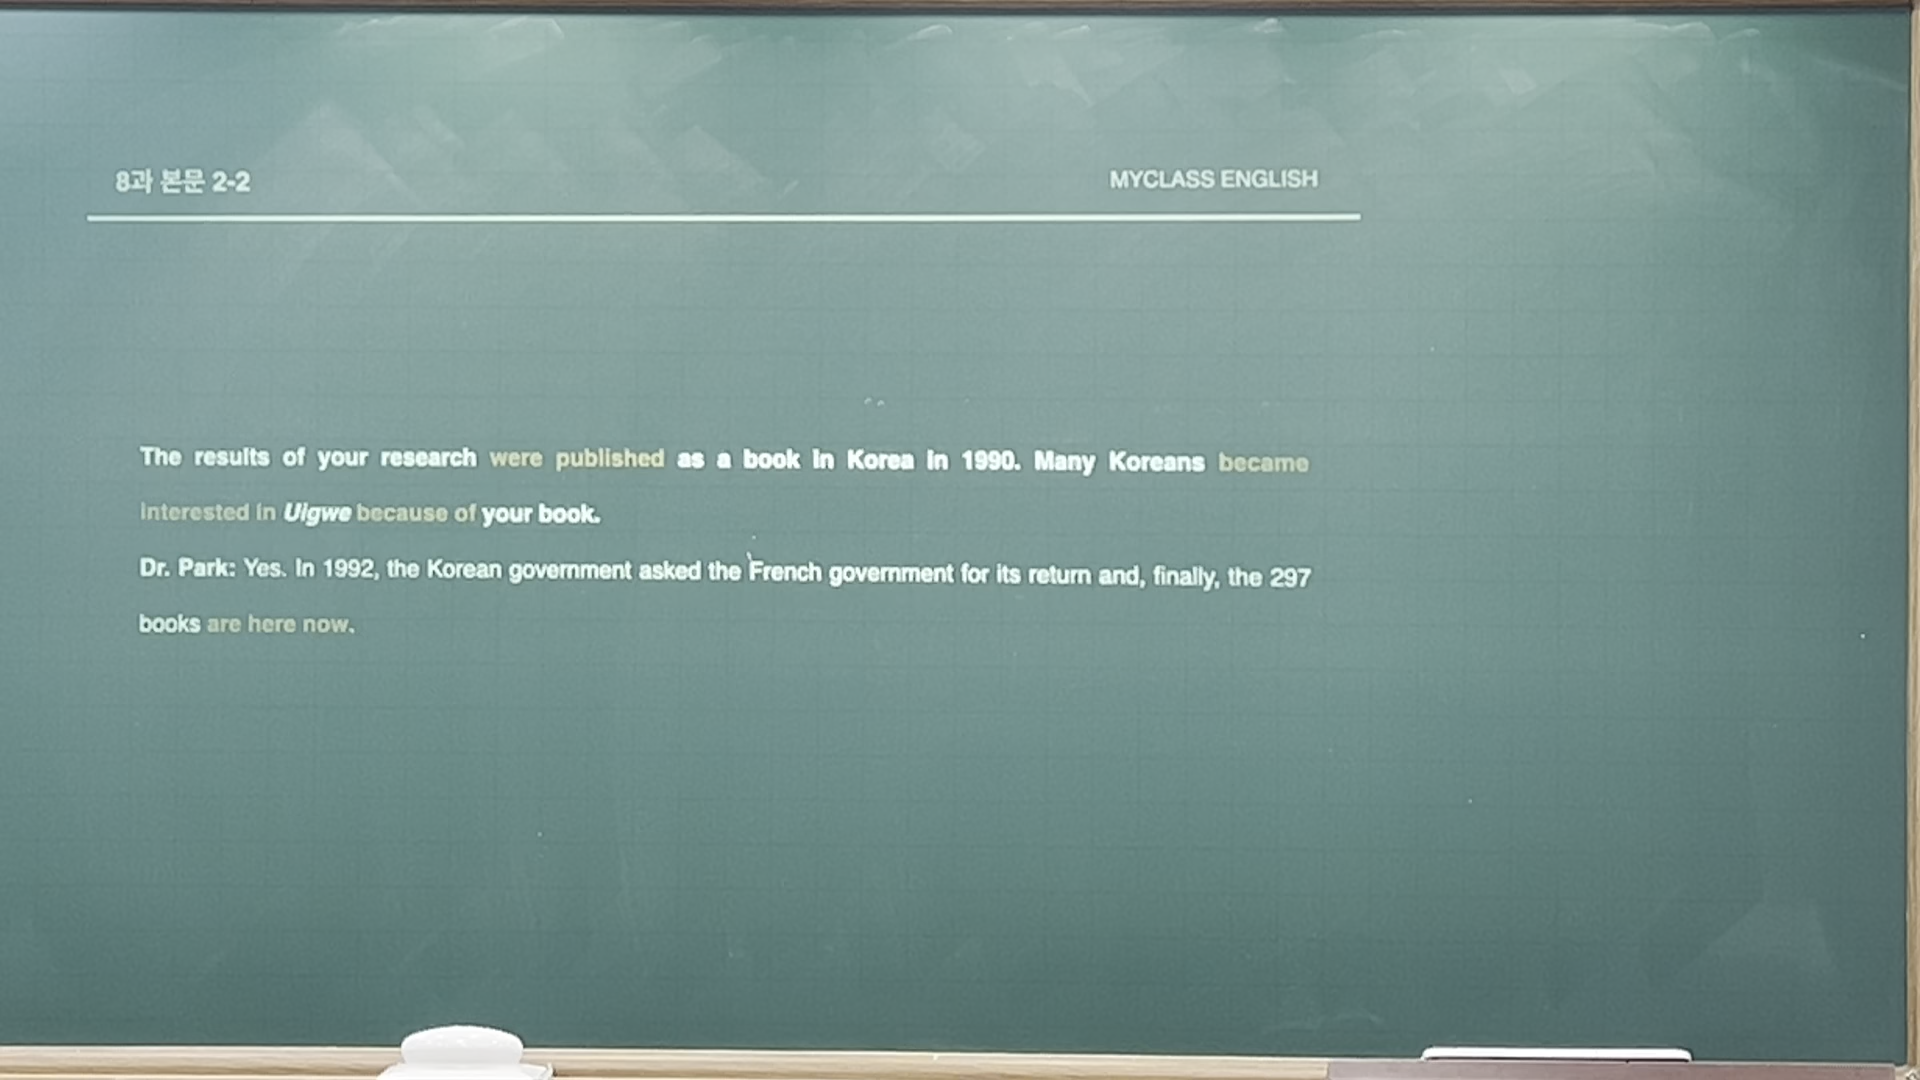 8과 본문 2-2
MYCLASS ENGLISH
The results of your research were published as a book in Korea in 1990. Many Koreans became
interested in Uigwe because of your book.
Dr. Park: Yes. In 1992, the Korean government asked the French government for its return and, finally, the 297
books are here now.